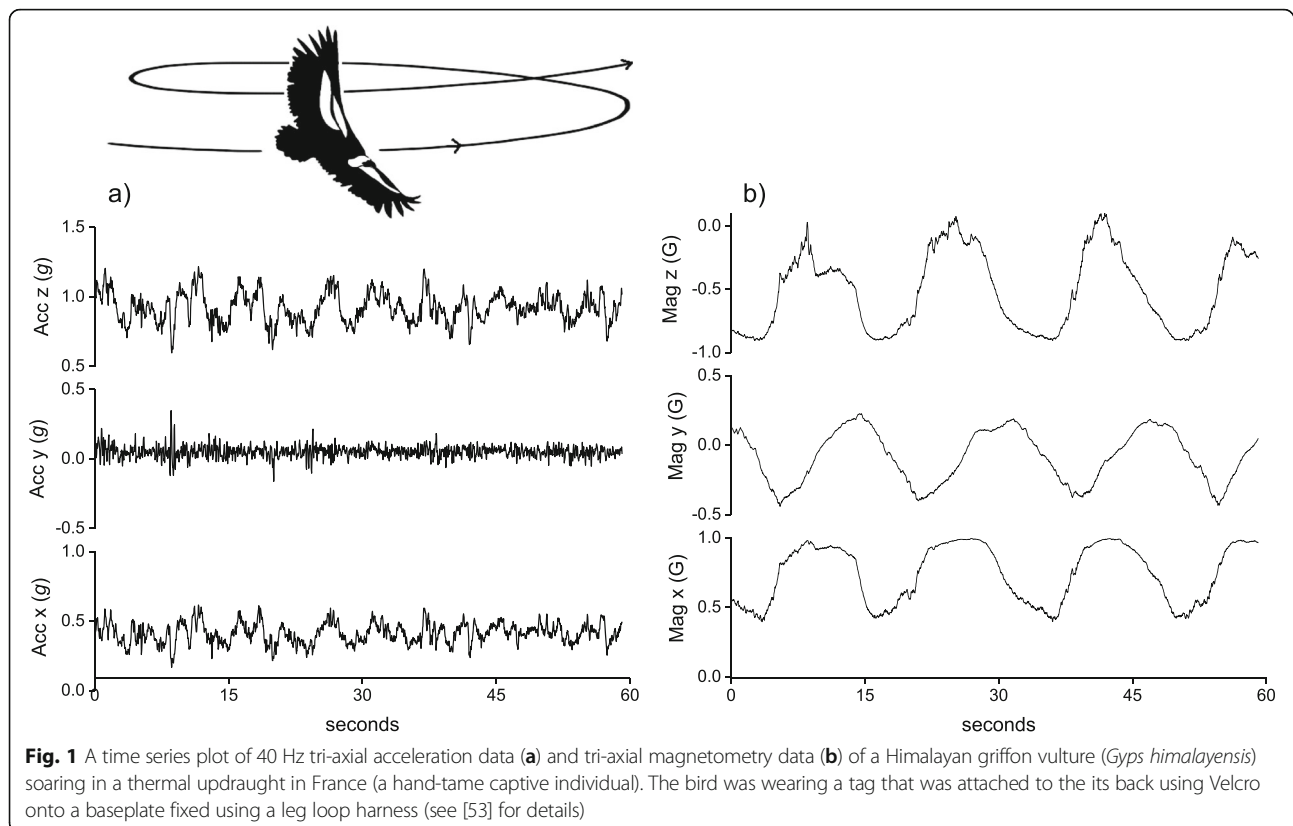 a)
1.5
1.0
0.5
Acc z (g)
0.5
0.0
-0.5
Acc y (g)
1.0
0.5
0.0
Acc x (g)
0 15 30 45 60
seconds
b)
0.0
-0.5
-1.0
Mag z (G)
0.5
0.0
-0.5
Mag y (G)
1.0
0.5
0.0
Mag x (G)
0 15 30 45 60
seconds
Fig. 1 A time series plot of 40 Hz tri-axial acceleration data (a) and tri-axial magnetometry data (b) of a Himalayan griffon vulture (Gyps himalayensis)
soaring in a thermal updraught in France (a hand-tame captive individual). The bird was wearing a tag that was attached to the its back using Velcro
onto a baseplate fixed using a leg loop harness (see [53] for details)